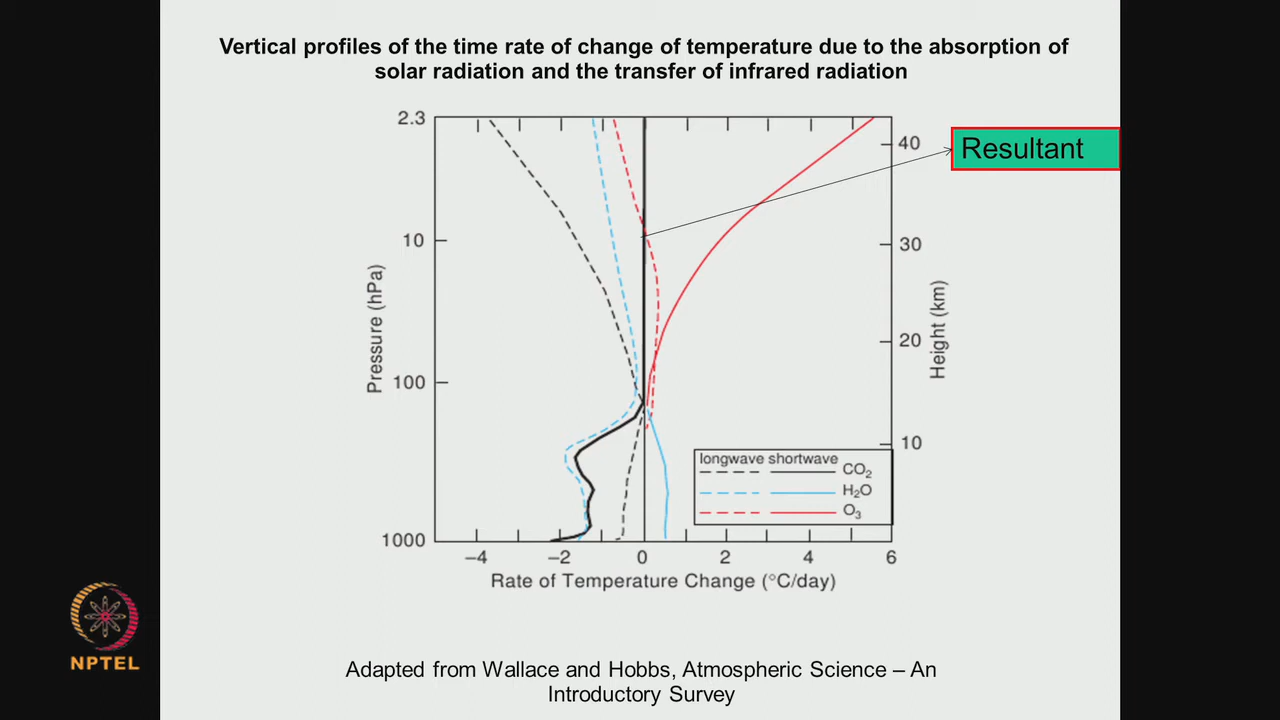 Vertical profiles of the time rate of change of temperature due to the absorption of
solar radiation and the transfer of infrared radiation
2.3
10
100
1000
Pressure (hPa)
40
30
20
10
Height (km)
Resultant
longwave shortwave
CO₂
H₂O
O₃
–4 –2 0 2 4 6
Rate of Temperature Change (°C/day)
NPTEL
Adapted from Wallace and Hobbs, Atmospheric Science – An
Introductory Survey